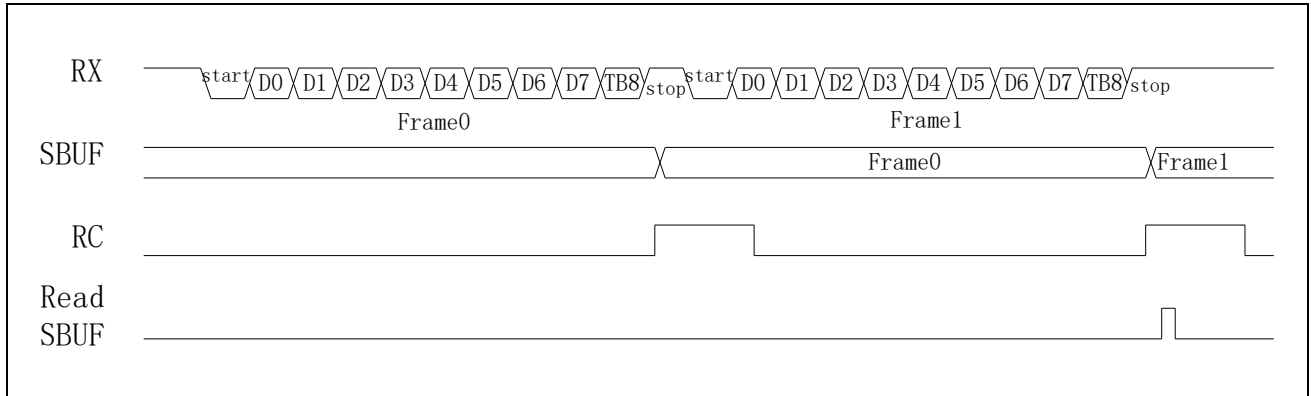 RX start D0 D1 D2 D3 D4 D5 D6 D7 TB8 stop start D0 D1 D2 D3 D4 D5 D6 D7 TB8 stop
Frame0 Frame1
SBUF Frame0 Frame1
RC
Read
SBUF